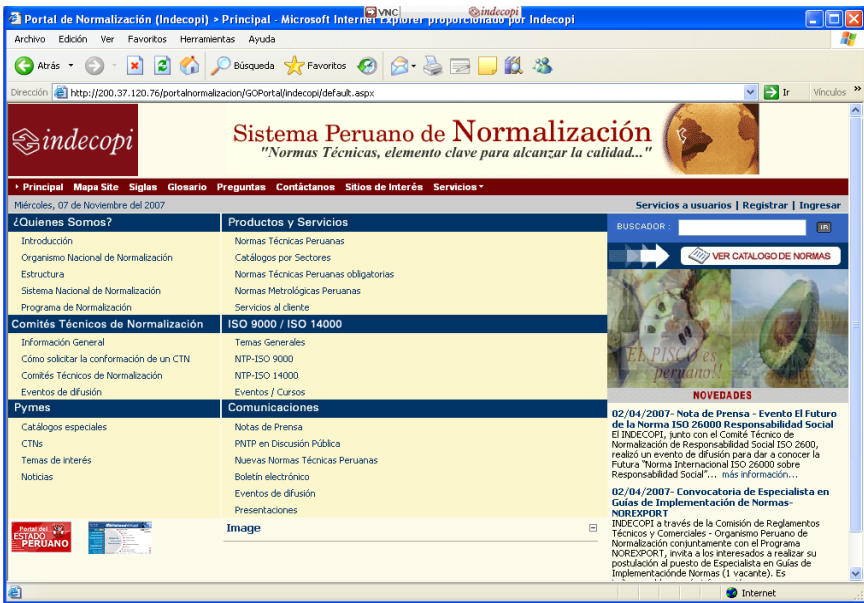 Portal de Normalización (Indecopi) > Principal - Microsoft Internet Explorer proporcionado por Indecopi
VNC
indecopi
Archivo Edición Ver Favoritos Herramientas Ayuda
Atrás Búsqueda Favoritos
Dirección http://200.37.120.76/portalnormalizacion/GOPortal/indecopi/default.aspx Ir Vínculos »
indecopi
Sistema Peruano de Normalización
"Normas Técnicas, elemento clave para alcanzar la calidad..."
Principal Mapa Site Siglas Glosario Preguntas Contáctanos Sitios de Interés Servicios
Miércoles, 07 de Noviembre del 2007
Servicios a usuarios | Registrar | Ingresar
¿Quienes Somos?
Introducción
Organismo Nacional de Normalización
Estructura
Sistema Nacional de Normalización
Programa de Normalización
Productos y Servicios
Normas Técnicas Peruanas
Catálogos por Sectores
Normas Técnicas Peruanas obligatorias
Normas Metrológicas Peruanas
Servicios al cliente
Comités Técnicos de Normalización
Información General
Cómo solicitar la conformación de un CTN
Comités Técnicos de Normalización
Eventos de difusión
ISO 9000 / ISO 14000
Temas Generales
NTP-ISO 9000
NTP-ISO 14000
Eventos / Cursos
Pymes
Catálogos especiales
CTNs
Temas de interés
Noticias
Comunicaciones
Notas de Prensa
PNTP en Discusión Pública
Nuevas Normas Técnicas Peruanas
Boletín electrónico
Eventos de difusión
Presentaciones
Portal del
ESTADO
PERUANO
Image
BUSCADOR : IR
VER CATALOGO DE NORMAS
EL PISCO es
peruano!!
NOVEDADES
02/04/2007- Nota de Prensa - Evento El Futuro
de la Norma ISO 26000 Responsabilidad Social
El INDECOPI, junto con el Comité Técnico de
Normalización de Responsabilidad Social ISO 2600,
realizó un evento de difusión para dar a conocer la
Futura "Norma Internacional ISO 26000 sobre
Responsabilidad Social"... más información...
02/04/2007- Convocatoria de Especialista en
Guías de Implementación de Normas-
NOREXPORT
INDECOPI a través de la Comisión de Reglamentos
Técnicos y Comerciales - Organismo Peruano de
Normalización conjuntamente con el Programa
NOREXPORT, invita a los interesados a realizar su
postulación al puesto de Especialista en Guías de
Implementaciónde Normas (1 vacante). Es
Internet